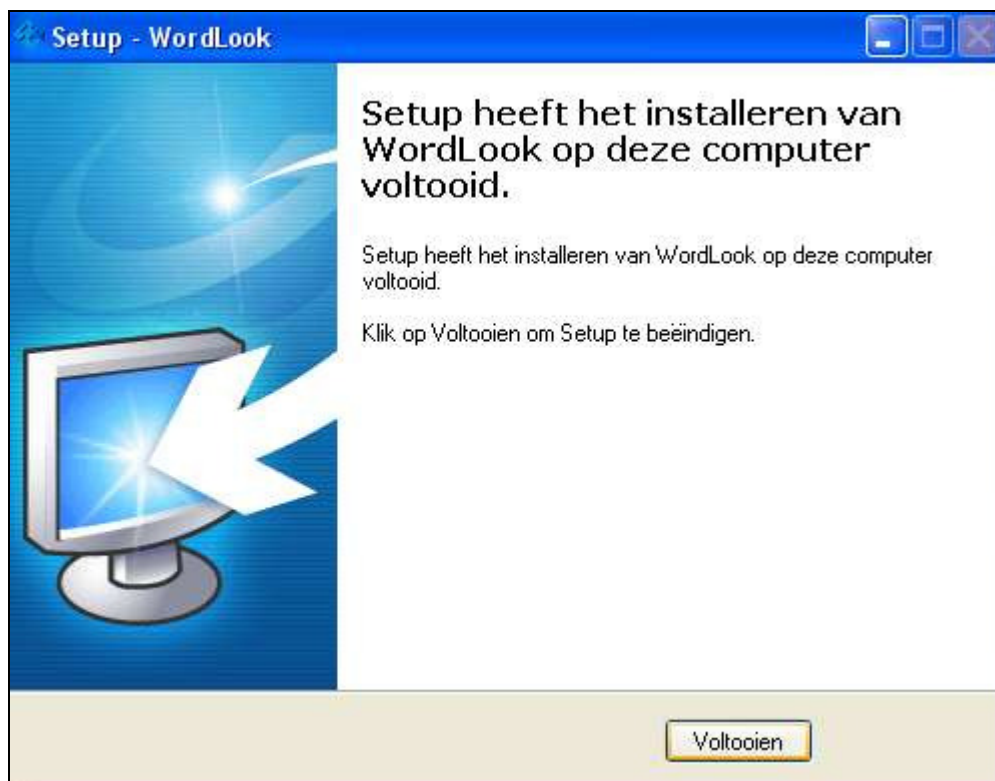 Setup - WordLook
Setup heeft het installeren van
WordLook op deze computer
voltooid.
Setup heeft het installeren van WordLook op deze computer
voltooid.
Klik op Voltooien om Setup te beëindigen.
Voltooien